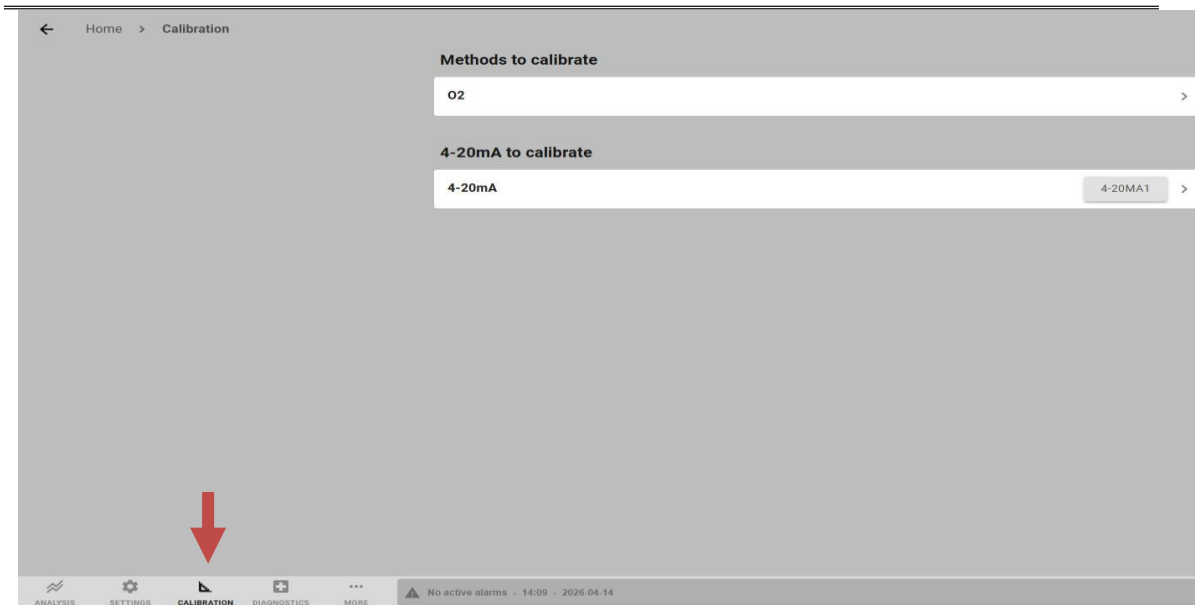 Home > Calibration
Methods to calibrate
O2
4-20mA to calibrate
4-20mA 4-20MA1
ANALYSIS SETTINGS CALIBRATION DIAGNOSTICS MORE
No active alarms - 14:09 - 2026-04-14